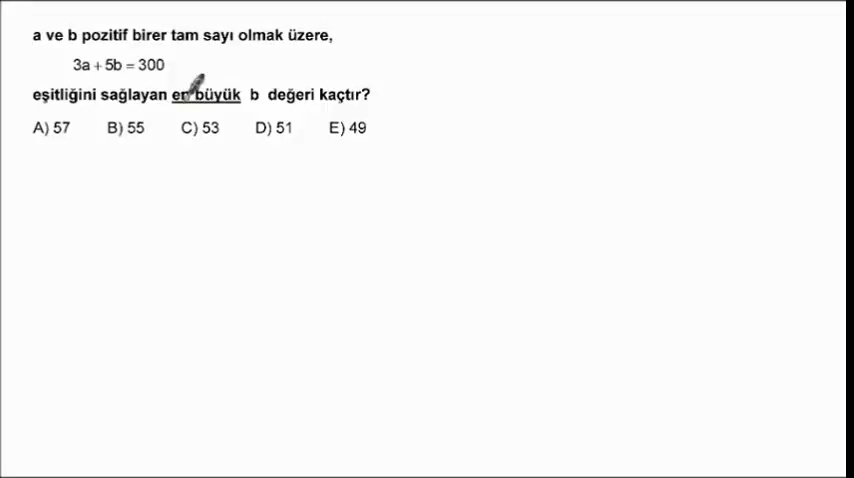 a ve b pozitif birer tam sayı olmak üzere,
3a + 5b = 300
eşitliğini sağlayan en büyük b değeri kaçtır?
A) 57 B) 55 C) 53 D) 51 E) 49